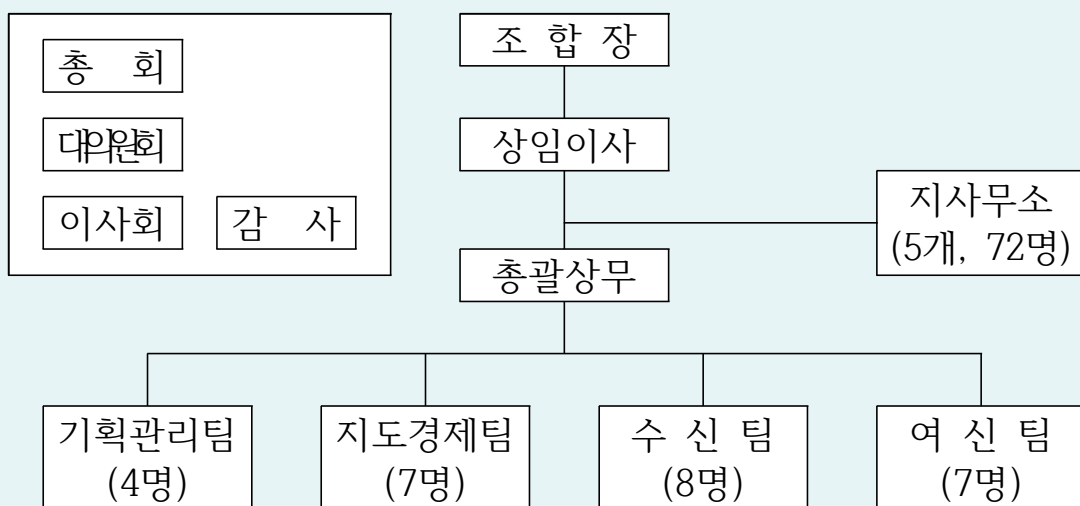 총 회
대의원회
이사회
감 사
조 합 장
상임이사
지사무소
(5개, 72명)
총괄상무
기획관리팀
(4명)
지도경제팀
(7명)
수 신 팀
(8명)
여 신 팀
(7명)